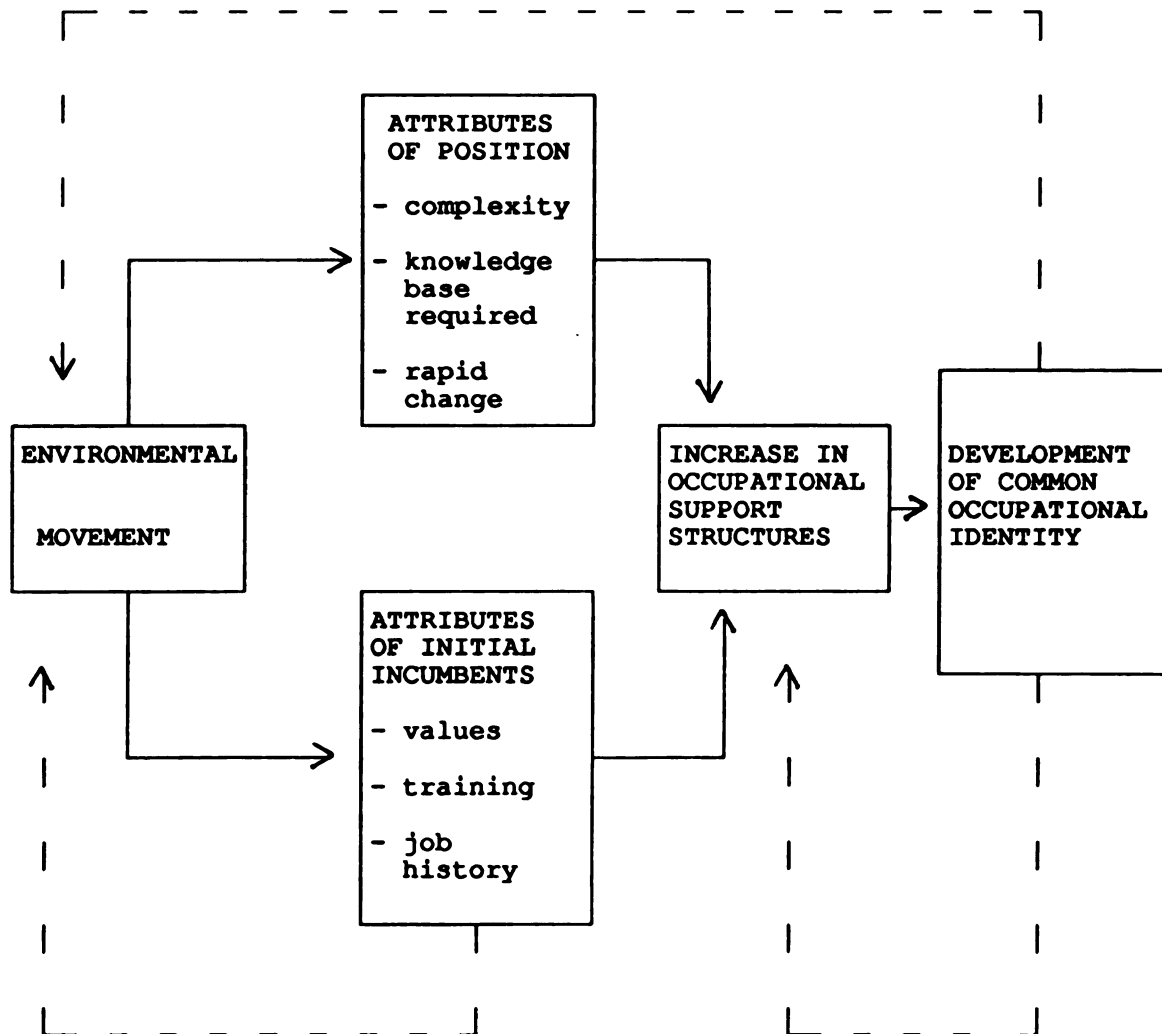 ATTRIBUTES
OF POSITION
- complexity
- knowledge
base
required
- rapid
change
ENVIRONMENTAL
MOVEMENT
INCREASE IN
OCCUPATIONAL
SUPPORT
STRUCTURES
DEVELOPMENT
OF COMMON
OCCUPATIONAL
IDENTITY
ATTRIBUTES
OF INITIAL
INCUMBENTS
- values
- training
- job
history